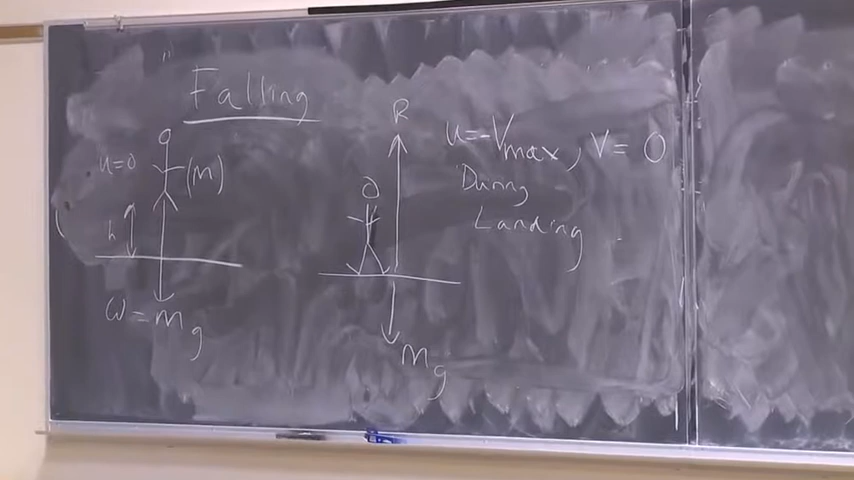 Falling
u=0
(m)
h
W=mg
R
mg
u=-Vmax, V=0
During
Landing